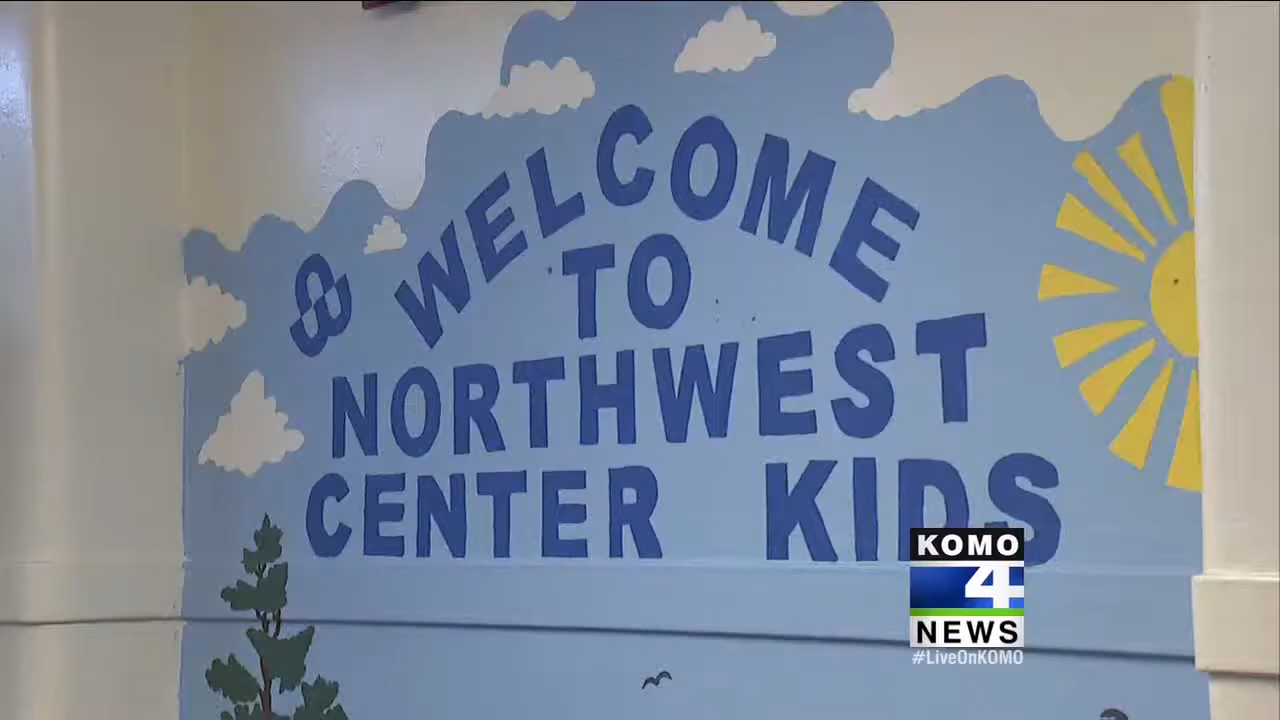 WELCOME
TO
NORTHWEST
CENTER KIDS
KOMO
4
NEWS
#LiveOnKOMO